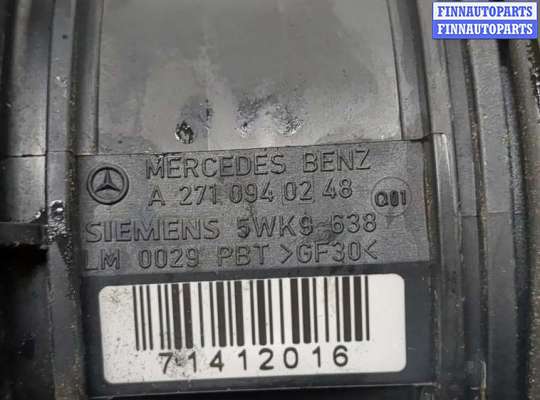 FINNAUTOPARTS
FINNAUTOPARTS
MERCEDES BENZ
A 271 094 02 48
Q01
SIEMENS 5WK9-638
LM 0029 PBT >GF30<
71412016